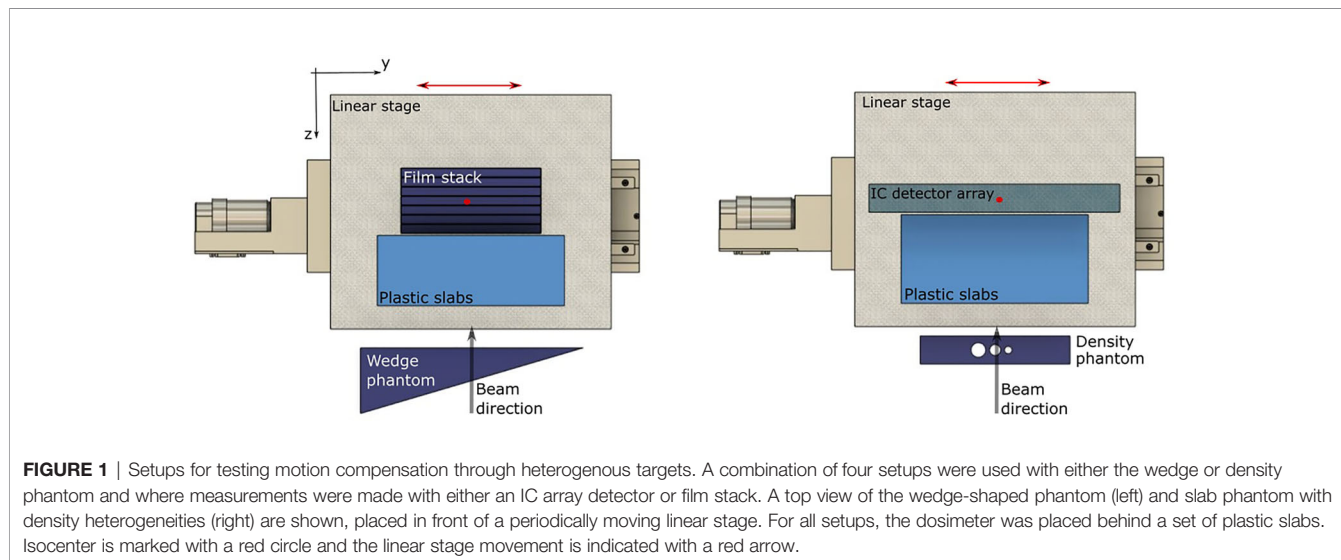 y
z
Linear stage
Film stack
Plastic slabs
Wedge
phantom
Beam
direction
Linear stage
IC detector array
Plastic slabs
Density
phantom
Beam
direction
FIGURE 1 | Setups for testing motion compensation through heterogenous targets. A combination of four setups were used with either the wedge or density
phantom and where measurements were made with either an IC array detector or film stack. A top view of the wedge-shaped phantom (left) and slab phantom with
density heterogeneities (right) are shown, placed in front of a periodically moving linear stage. For all setups, the dosimeter was placed behind a set of plastic slabs.
Isocenter is marked with a red circle and the linear stage movement is indicated with a red arrow.